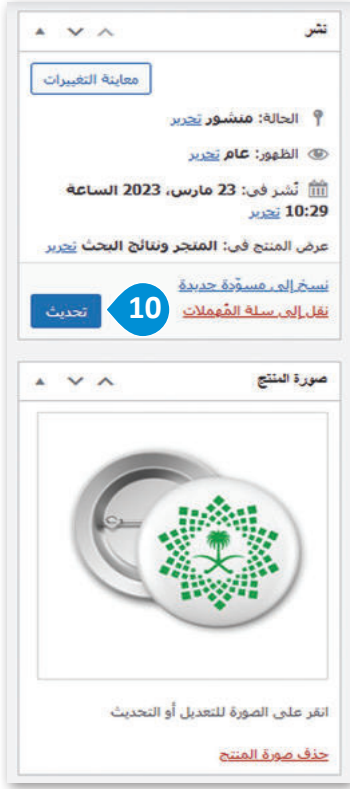 نشر
معاينة التغييرات
الحالة: منشور تحرير
الظهور: عام تحرير
نُشر في: 23 مارس، 2023 الساعة
10:29 تحرير
عرض المنتج في: المتجر ونتائج البحث تحرير
نسخ إلى مسودّة جديدة
نقل إلى سلة المُهملات
10
تحديث
صورة المنتج
انقر على الصورة للتعديل أو التحديث
حذف صورة المنتج